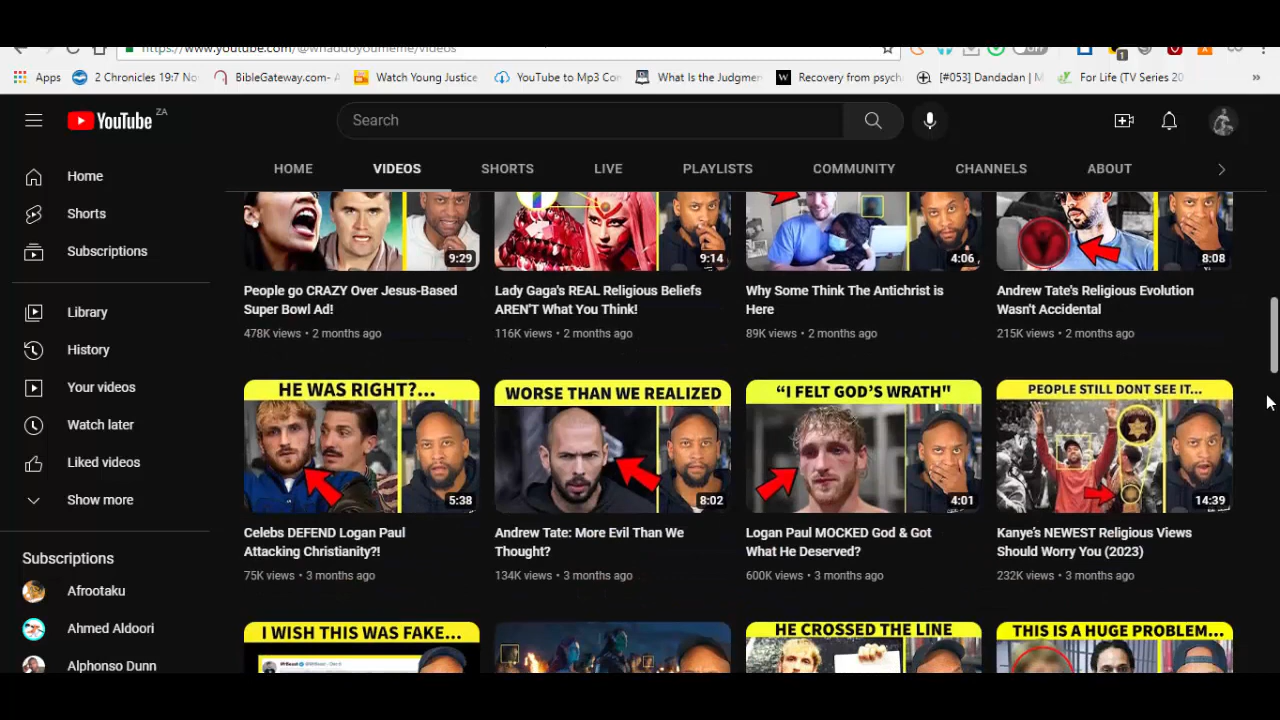 https://www.youtube.com/@whaddoyoumeme/videos
1
Apps
2 Chronicles 19:7 No
BibleGateway.com- A
Watch Young Justice
YouTube to Mp3 Con
What Is the Judgmen
W
Recovery from psych
[#053] Dandadan | M
For Life (TV Series 20
»
YouTube ZA
Search
HOME
VIDEOS
SHORTS
LIVE
PLAYLISTS
COMMUNITY
CHANNELS
ABOUT
Home
Shorts
Subscriptions
Library
History
Your videos
Watch later
Liked videos
Show more
Subscriptions
Afrootaku
Ahmed Aldoori
Alphonso Dunn
9:29
9:14
4:06
8:08
People go CRAZY Over Jesus-Based
Super Bowl Ad!
478K views • 2 months ago
Lady Gaga's REAL Religious Beliefs
AREN'T What You Think!
116K views • 2 months ago
Why Some Think The Antichrist is
Here
89K views • 2 months ago
Andrew Tate's Religious Evolution
Wasn't Accidental
215K views • 2 months ago
HE WAS RIGHT?...
5:38
Celebs DEFEND Logan Paul
Attacking Christianity?!
75K views • 3 months ago
WORSE THAN WE REALIZED
8:02
Andrew Tate: More Evil Than We
Thought?
134K views • 3 months ago
“I FELT GOD’S WRATH"
4:01
Logan Paul MOCKED God & Got
What He Deserved?
600K views • 3 months ago
PEOPLE STILL DONT SEE IT...
14:39
Kanye’s NEWEST Religious Views
Should Worry You (2023)
232K views • 3 months ago
I WISH THIS WAS FAKE...
HE CROSSED THE LINE
THIS IS A HUGE PROBLEM...